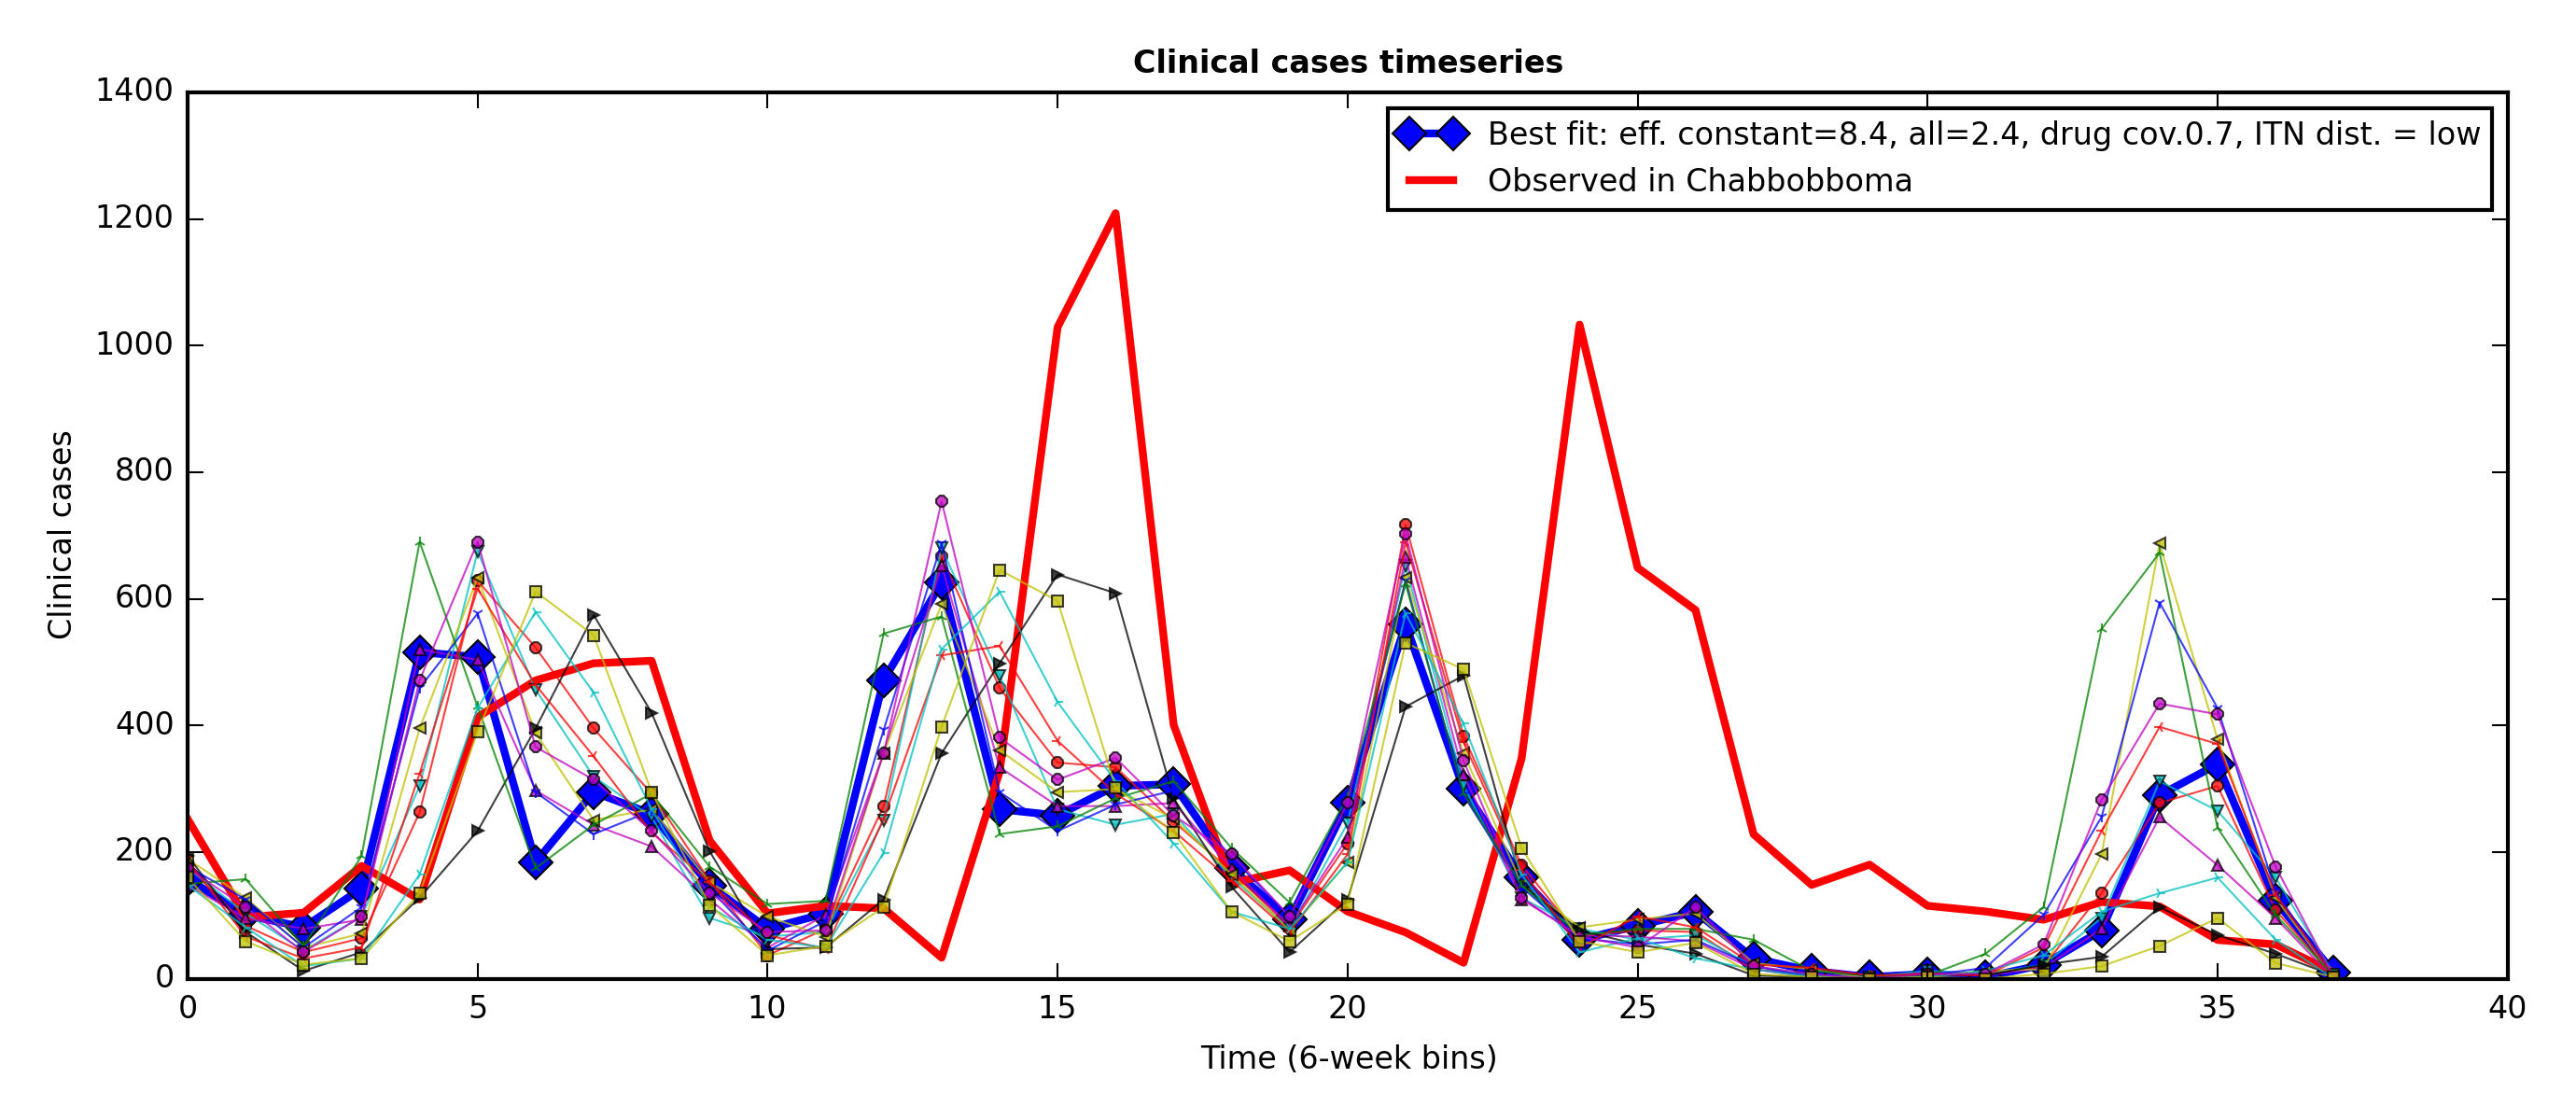 Clinical cases timeseries
1400
1200
1000
800
600
400
200
0
Clinical cases
Best fit: eff. constant=8.4, all=2.4, drug cov.0.7, ITN dist. = low
Observed in Chabbobboma
0 5 10 15 20 25 30 35 40
Time (6-week bins)